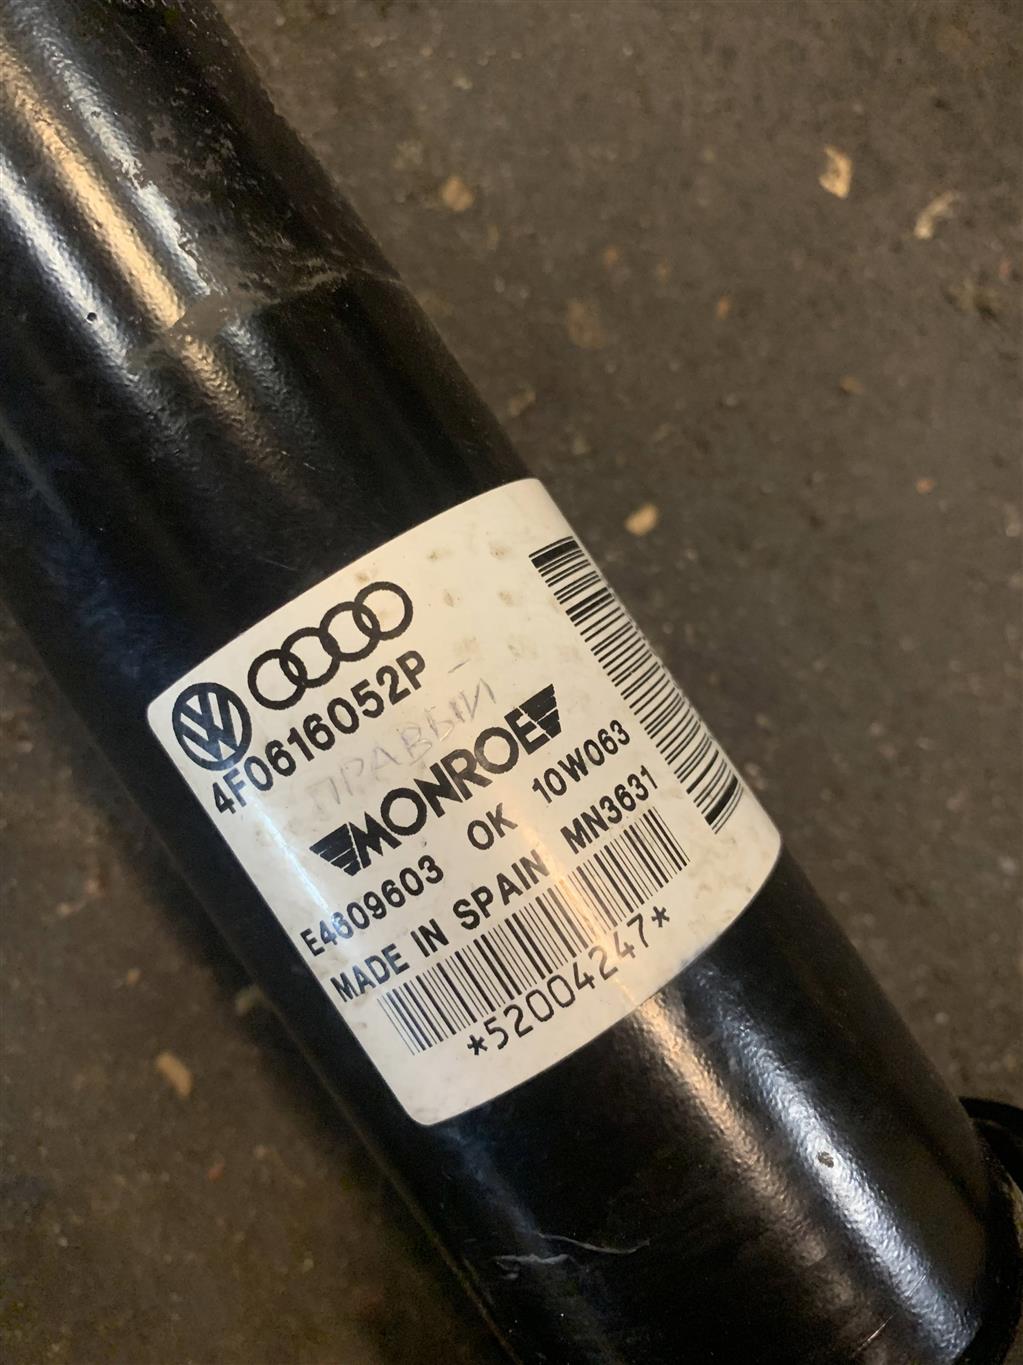 4F0616052P
ПРАВЫЙ
MONROE
E4609603 OK 10W063
MADE IN SPAIN MN3631
*52004247*